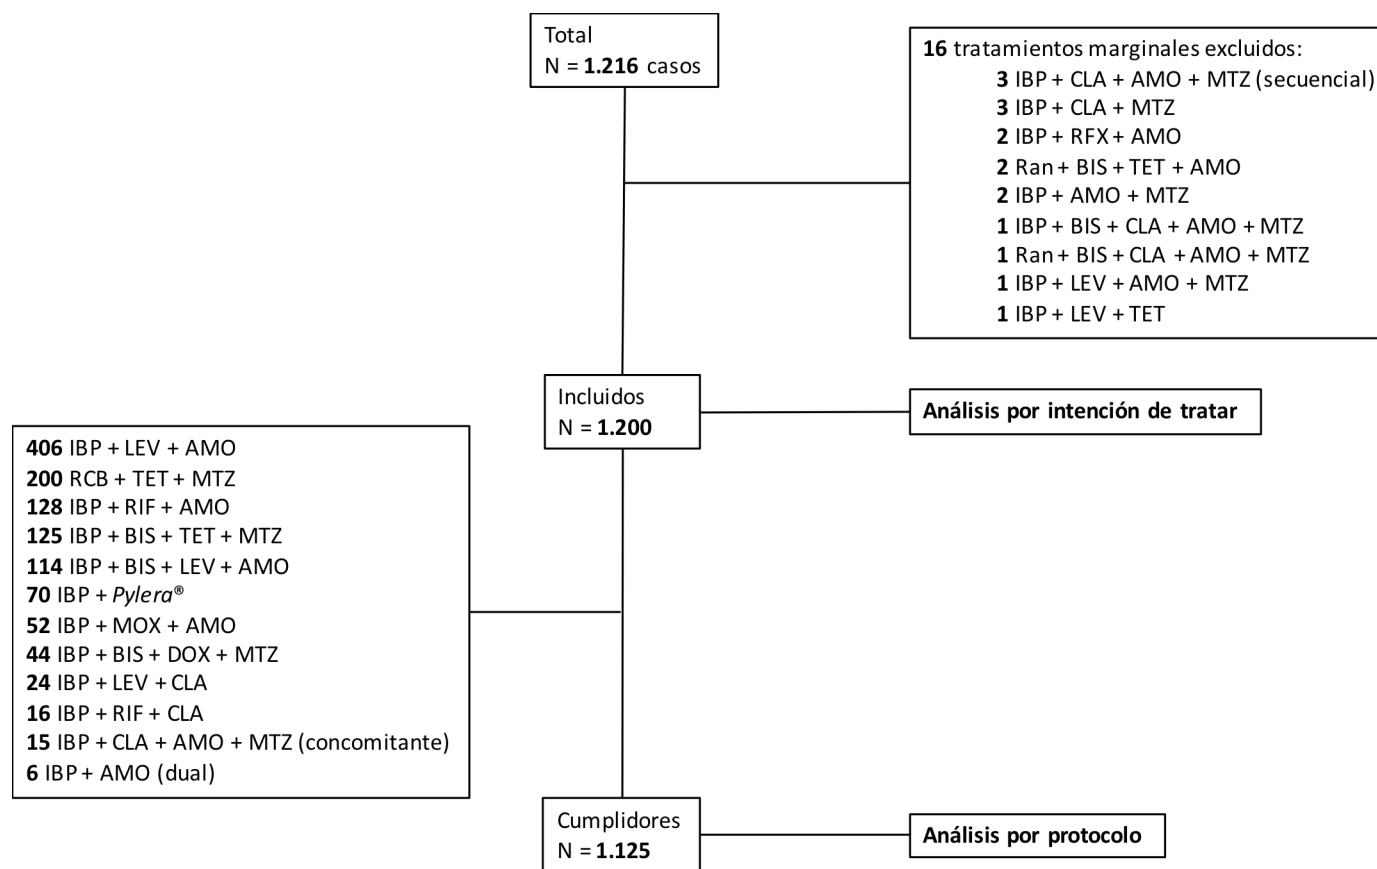 Total
N = 1.216 casos
16 tratamientos marginales excluidos:
3 IBP + CLA + AMO + MTZ (secuencial)
3 IBP + CLA + MTZ
2 IBP + RFX + AMO
2 Ran + BIS + TET + AMO
2 IBP + AMO + MTZ
1 IBP + BIS + CLA + AMO + MTZ
1 Ran + BIS + CLA + AMO + MTZ
1 IBP + LEV + AMO + MTZ
1 IBP + LEV + TET
Incluidos
N = 1.200
Análisis por intención de tratar
406 IBP + LEV + AMO
200 RCB + TET + MTZ
128 IBP + RIF + AMO
125 IBP + BIS + TET + MTZ
114 IBP + BIS + LEV + AMO
70 IBP + Pylera®
52 IBP + MOX + AMO
44 IBP + BIS + DOX + MTZ
24 IBP + LEV + CLA
16 IBP + RIF + CLA
15 IBP + CLA + AMO + MTZ (concomitante)
6 IBP + AMO (dual)
Cumplidores
N = 1.125
Análisis por protocolo